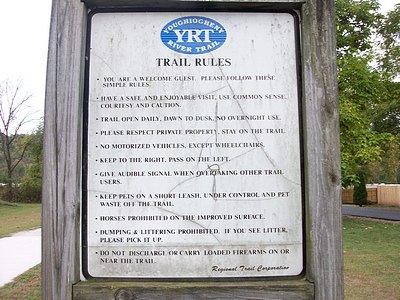 YOUGHIOGHENY
YRT
RIVER TRAIL
TRAIL RULES
• YOU ARE A WELCOME GUEST. PLEASE FOLLOW THESE
SIMPLE RULES.
• HAVE A SAFE AND ENJOYABLE VISIT, USE COMMON SENSE,
COURTESY AND CAUTION.
• TRAIL OPEN DAILY, DAWN TO DUSK, NO OVERNIGHT USE.
• PLEASE RESPECT PRIVATE PROPERTY, STAY ON THE TRAIL.
• NO MOTORIZED VEHICLES, EXCEPT WHEELCHAIRS.
• KEEP TO THE RIGHT, PASS ON THE LEFT.
• GIVE AUDIBLE SIGNAL WHEN OVERTAKING OTHER TRAIL
USERS.
• KEEP PETS ON A SHORT LEASH, UNDER CONTROL AND PET
WASTE OFF THE TRAIL.
• HORSES PROHIBITED ON THE IMPROVED SURFACE.
• DUMPING & LITTERING PROHIBITED. IF YOU SEE LITTER,
PLEASE PICK IT UP.
• DO NOT DISCHARGE OR CARRY LOADED FIREARMS ON OR
NEAR THE TRAIL.
Regional Trail Corporation